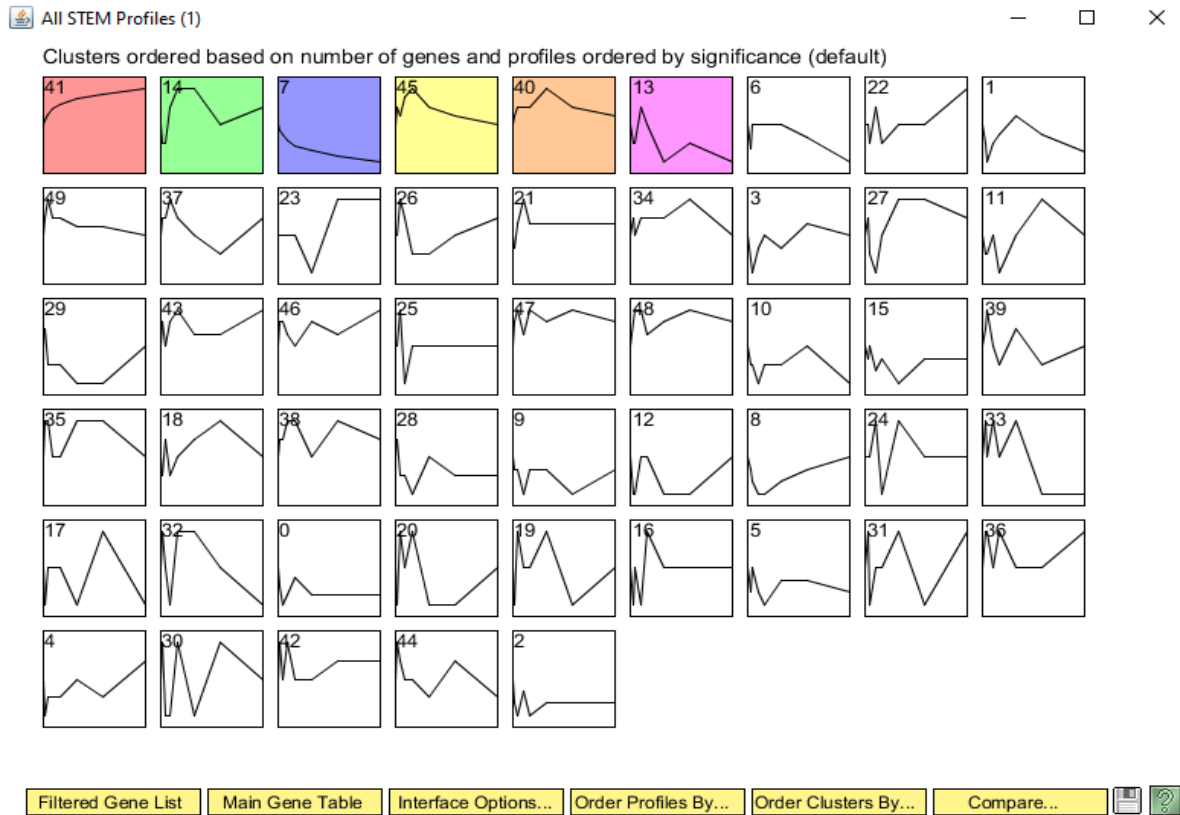 All STEM Profiles (1)
Clusters ordered based on number of genes and profiles ordered by significance (default)
41 14 7 45 40 13 6 22 1
49 37 23 26 21 34 3 27 11
29 43 46 25 47 48 10 15 39
35 18 38 28 9 12 8 24 33
17 32 0 20 19 16 5 31 36
4 30 42 44 2
Filtered Gene List Main Gene Table Interface Options... Order Profiles By... Order Clusters By... Compare... ?